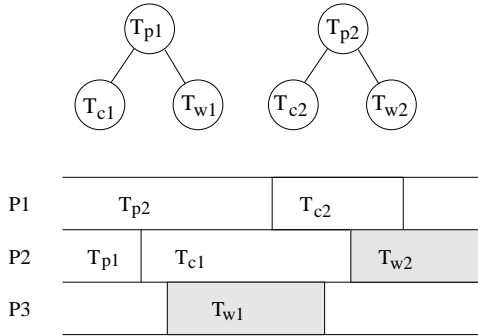 Tp1 Tp2
Tc1 Tw1 Tc2 Tw2
P1 Tp2 Tc2
P2 Tp1 Tc1 Tw2
P3 Tw1